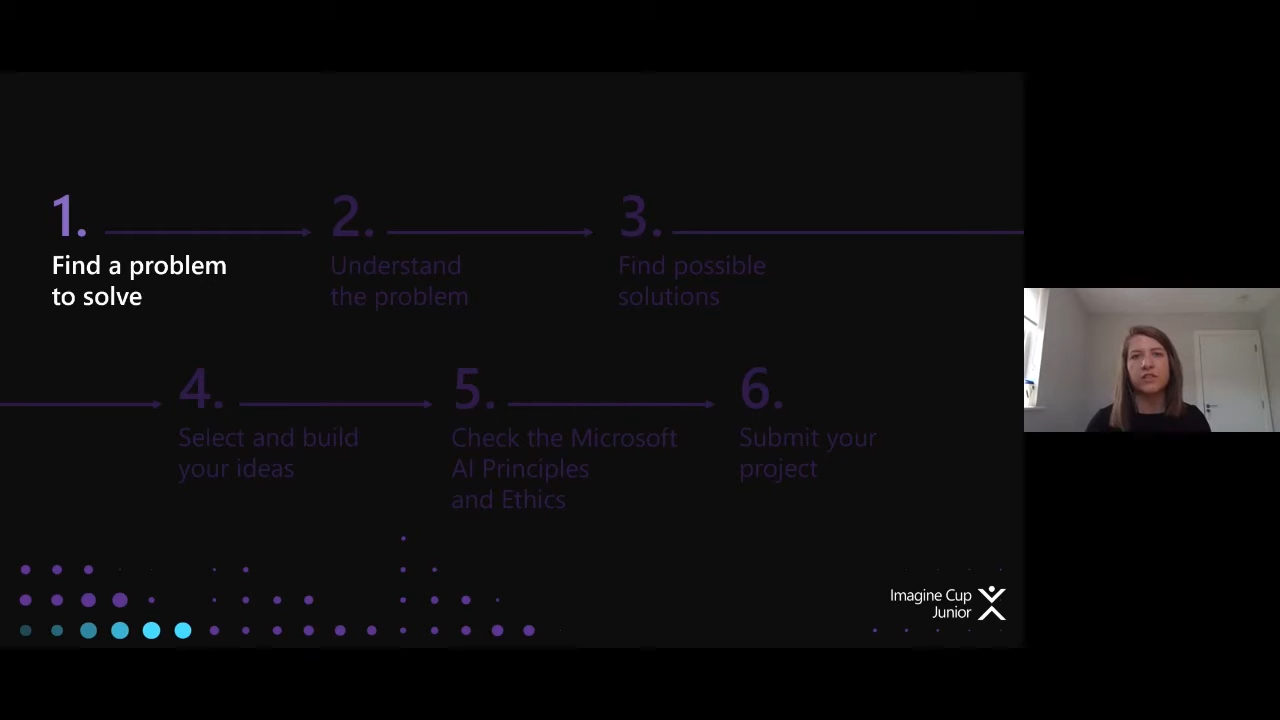 1.
Find a problem
to solve
2.
Understand
the problem
3.
Find possible
solutions
4.
Select and build
your ideas
5.
Check the Microsoft
AI Principles
and Ethics
6.
Submit your
project
Imagine Cup
Junior